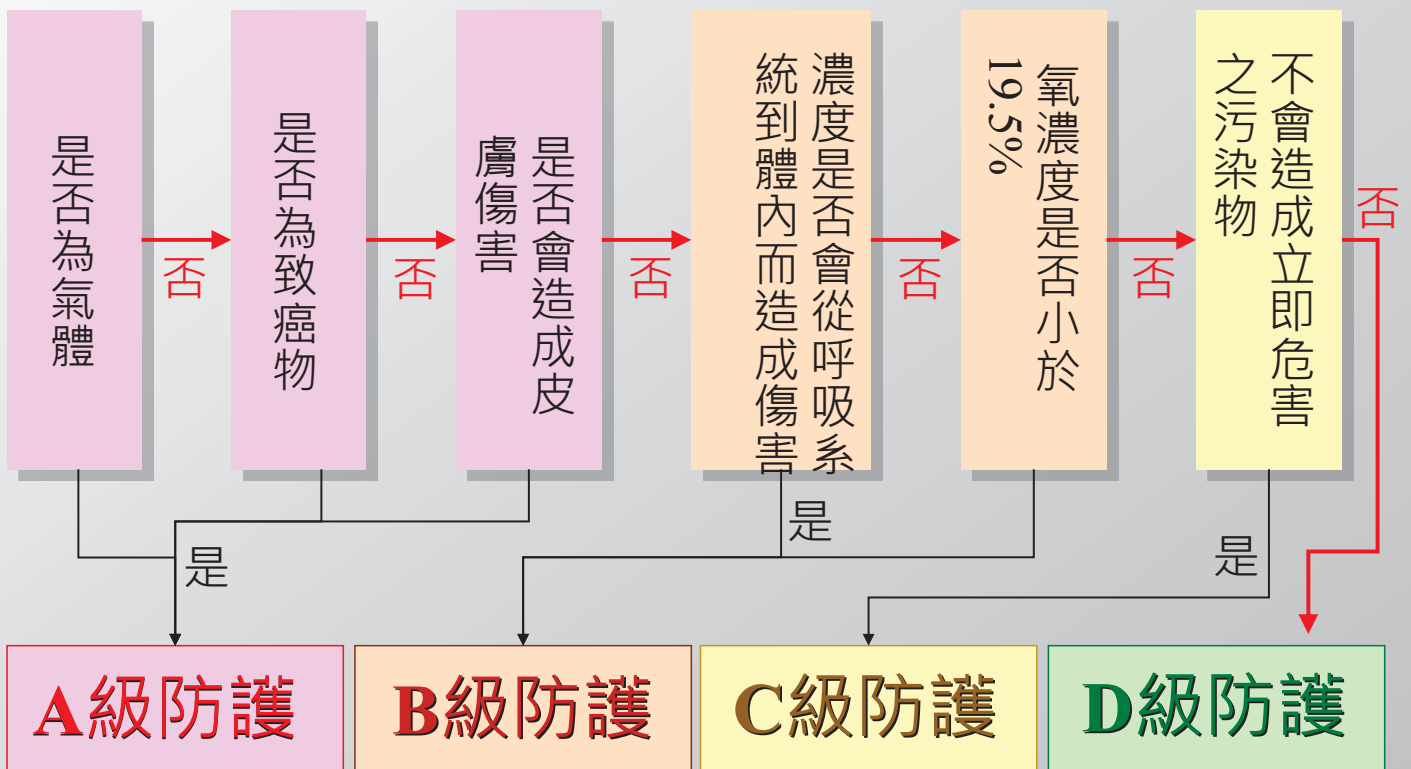 是否為氣體
否
是否為致癌物
否
是否會造成皮
膚傷害
否
濃度是否會從呼吸系
統到體內而造成傷害
否
氧濃度是否小於
19.5%
否
不會造成立即危害
之污染物
否
是
是
是
A級防護
B級防護
C級防護
D級防護